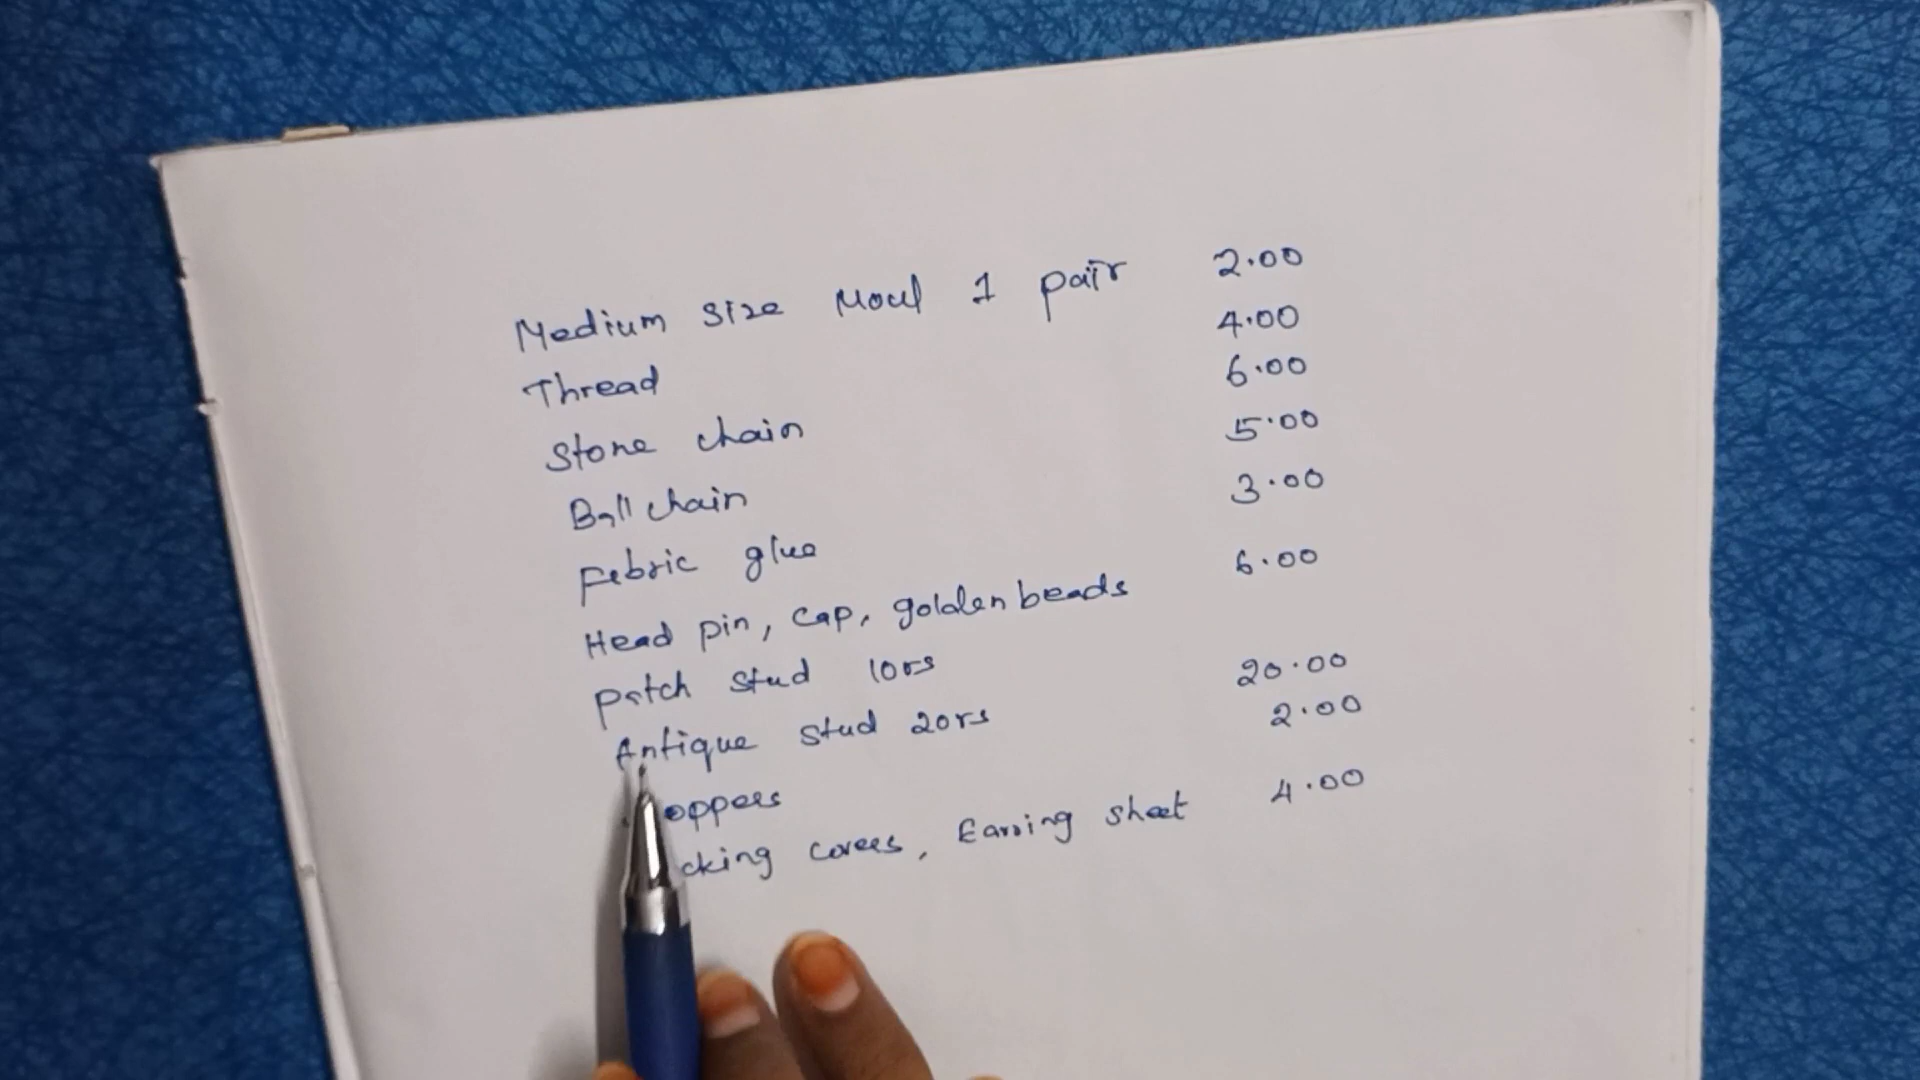 Medium size Moul 1 pair 2.00
Thread 4.00
Stone chain 6.00
Ball chain 5.00
Febric glue 3.00
Head pin, cap, golden beads 6.00
Patch stud 10rs
Antique stud 20rs 20.00
oppers 2.00
cking covers, Earring sheet 4.00